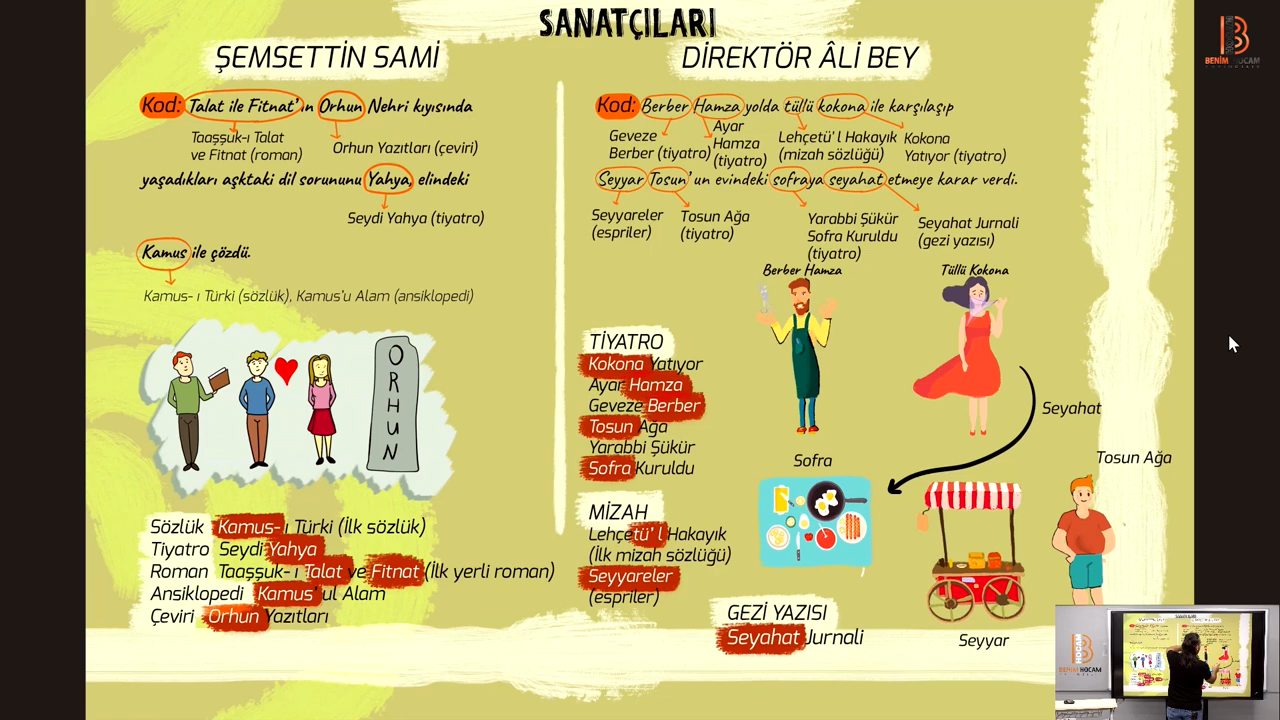 SANATÇILARI
ŞEMSETTİN SAMİ
Kod: Talat ile Fitnat'ın Orhun Nehri kıyısında
Taaşşuk-ı Talat
ve Fitnat (roman)
Orhun Yazıtları (çeviri)
yaşadıkları aşktaki dil sorununu Yahya, elindeki
Seydi Yahya (tiyatro)
Kamus ile çözdü.
Kamus- ı Türki (sözlük), Kamus'u Alam (ansiklopedi)
ORHUN
Sözlük Kamus-ı Türki (İlk sözlük)
Tiyatro Seydi Yahya
Roman Taaşşuk- ı Talat ve Fitnat (İlk yerli roman)
Ansiklopedi Kamus' ul Alam
Çeviri Orhun Yazıtları
DİREKTÖR ÂLİ BEY
Kod: Berber Hamza yolda tüllü kokona ile karşılaşıp
Geveze
Berber (tiyatro)
Ayar
Hamza
(tiyatro)
Lehçetü' l Hakayık
(mizah sözlüğü)
Kokona
Yatıyor (tiyatro)
Seyyar Tosun'un evindeki sofraya seyahat etmeye karar verdi.
Seyyareler
(espriler)
Tosun Ağa
(tiyatro)
Yarabbi Şükür
Sofra Kuruldu
(tiyatro)
Seyahat Jurnali
(gezi yazısı)
Berber Hamza
Tüllü Kokona
TİYATRO
Kokona Yatıyor
Ayar Hamza
Geveze Berber
Tosun Ağa
Yarabbi Şükür
Sofra Kuruldu
Seyahat
Sofra
Tosun Ağa
MİZAH
Lehçetü' l Hakayık
(İlk mizah sözlüğü)
Seyyareler
(espriler)
GEZİ YAZISI
Seyahat Jurnali
Seyyar
BENİM HOCAM
BENİM HOCAM